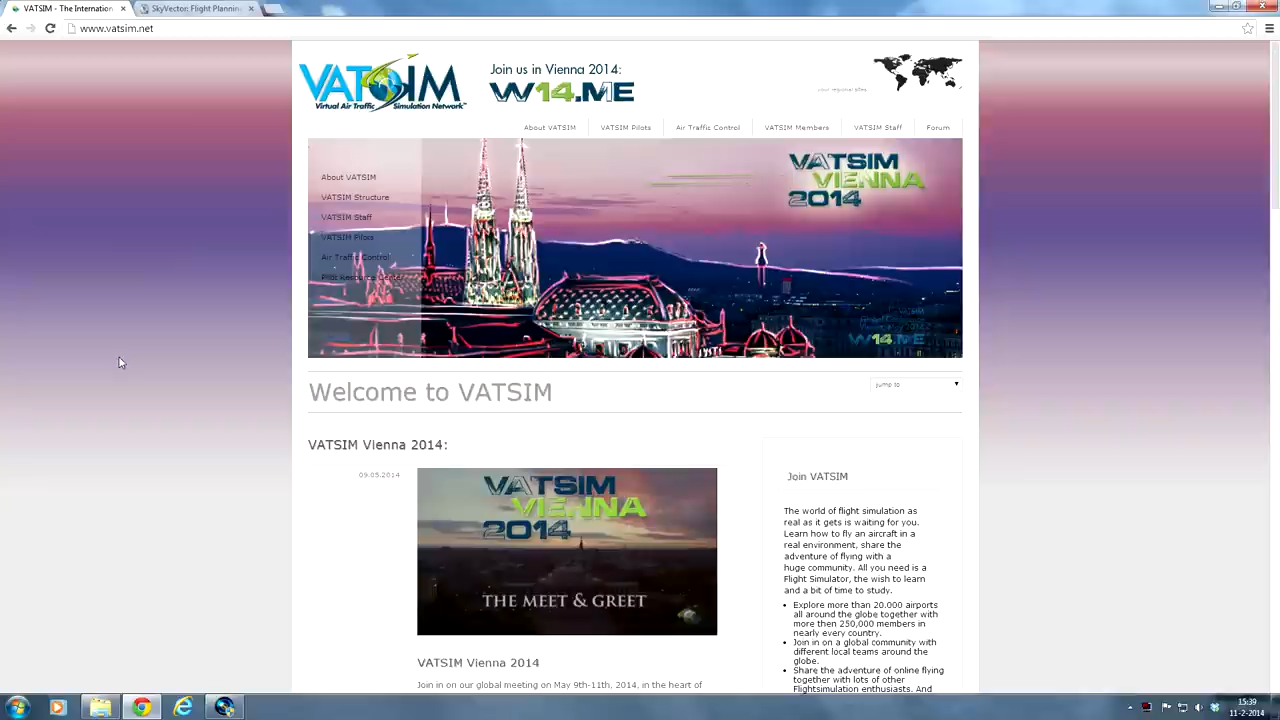 VATSIM - The Internation
SkyVector: Flight Planning
www.vatsim.net
VATSIM
Virtual Air Traffic Simulation Network
Join us in Vienna 2014:
W14.ME
your regional sites
About VATSIM
VATSIM Pilots
Air Traffic Control
VATSIM Members
VATSIM Staff
Forum
About VATSIM
VATSIM Structure
VATSIM Staff
VATSIM Pilots
Air Traffic Control
Pilot Resource Center
VATSIM
VIENNA
2014
W14.ME
Welcome to VATSIM
jump to
VATSIM Vienna 2014:
09.05.2014
VATSIM
VIENNA
2014
THE MEET & GREET
VATSIM Vienna 2014
Join in on our global meeting on May 9th-11th, 2014, in the heart of
Join VATSIM
The world of flight simulation as
real as it gets is waiting for you.
Learn how to fly an aircraft in a
real environment, share the
adventure of flying with a
huge community. All you need is a
Flight Simulator, the wish to learn
and a bit of time to study.
Explore more than 20.000 airports
all around the globe together with
more then 250,000 members in
nearly every country.
Join in on a global community with
different local teams around the
globe.
Share the adventure of online flying
together with lots of other
Flightsimulation enthusiasts. And
15:39
11-2-2014